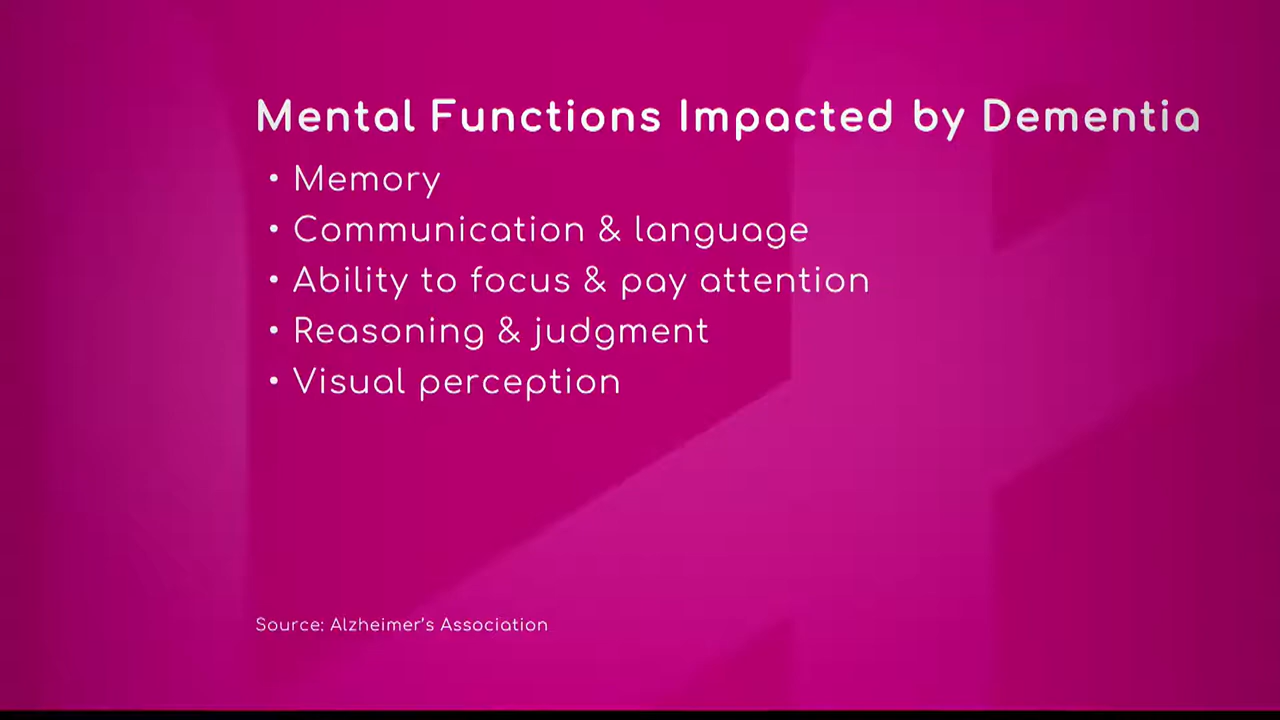 Mental Functions Impacted by Dementia
• Memory
• Communication & language
• Ability to focus & pay attention
• Reasoning & judgment
• Visual perception
Source: Alzheimer's Association